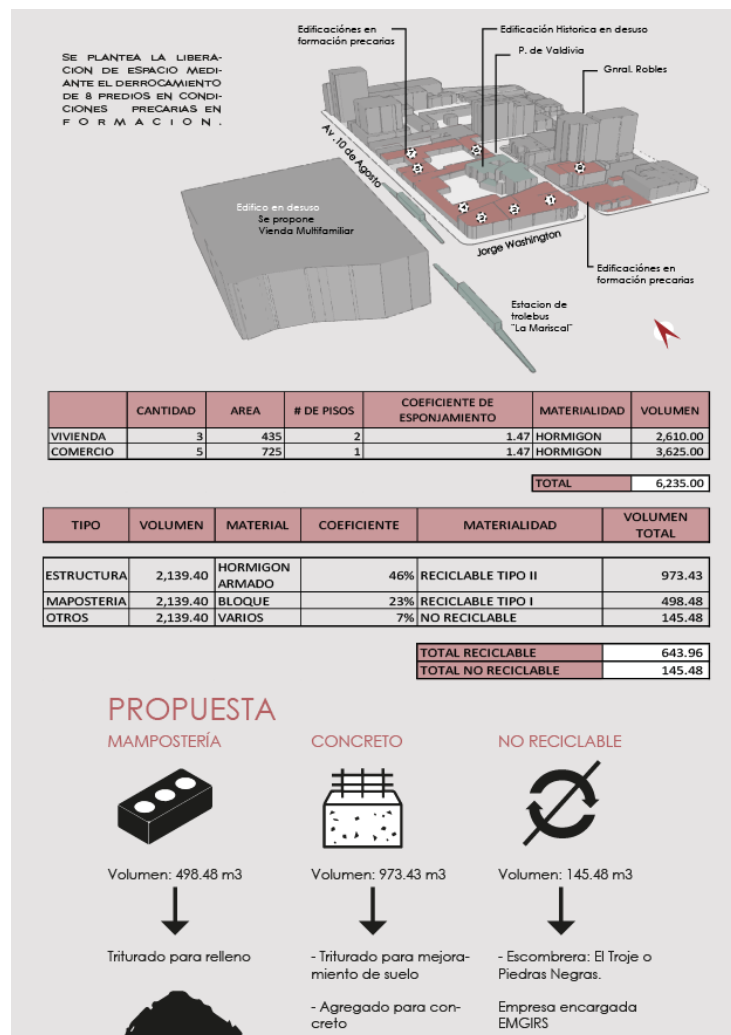 SE PLANTEA LA LIBERA-
CION DE ESPACIO MEDI-
ANTE EL DERROCAMIENTO
DE 8 PREDIOS EN CONDI-
CIONES PRECARIAS EN
FORMACION.
Edificaciónes en
formación precarias
Edificación Historica en desuso
P. de Valdivia
Gnral. Robles
Av. 10 de Agosto
Edifico en desuso
Se propone
Vienda Multifamiliar
Jorge Washington
Edificaciónes en
formación precarias
Estacion de
trolebus
"La Mariscal"
CANTIDAD AREA # DE PISOS COEFICIENTE DE ESPONJAMIENTO MATERIALIDAD VOLUMEN
VIVIENDA 3 435 2 1.47 HORMIGON 2,610.00
COMERCIO 5 725 1 1.47 HORMIGON 3,625.00
TOTAL 6,235.00
TIPO VOLUMEN MATERIAL COEFICIENTE MATERIALIDAD VOLUMEN TOTAL
ESTRUCTURA 2,139.40 HORMIGON ARMADO 46% RECICLABLE TIPO II 973.43
MAPOSTERIA 2,139.40 BLOQUE 23% RECICLABLE TIPO I 498.48
OTROS 2,139.40 VARIOS 7% NO RECICLABLE 145.48
TOTAL RECICLABLE 643.96
TOTAL NO RECICLABLE 145.48
PROPUESTA
MAMPOSTERÍA CONCRETO NO RECICLABLE
Volumen: 498.48 m3 Volumen: 973.43 m3 Volumen: 145.48 m3
Triturado para relleno
- Triturado para mejora-
miento de suelo
- Agregado para con-
creto
- Escombrera: El Troje o
Piedras Negras.
Empresa encargada
EMGIRS